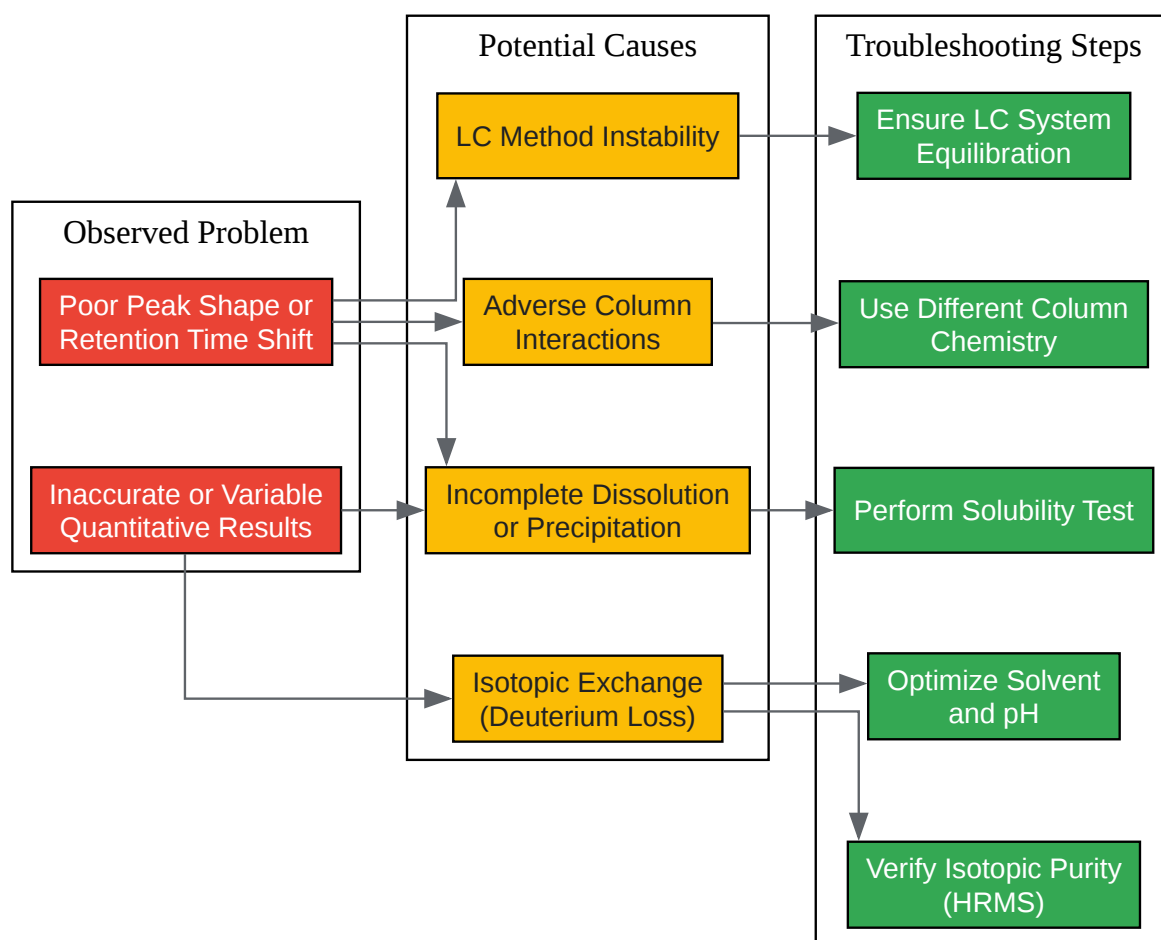 Observed Problem
Poor Peak Shape or
Retention Time Shift
Inaccurate or Variable
Quantitative Results
Potential Causes
LC Method Instability
Adverse Column
Interactions
Incomplete Dissolution
or Precipitation
Isotopic Exchange
(Deuterium Loss)
Troubleshooting Steps
Ensure LC System
Equilibration
Use Different Column
Chemistry
Perform Solubility Test
Optimize Solvent
and pH
Verify Isotopic Purity
(HRMS)